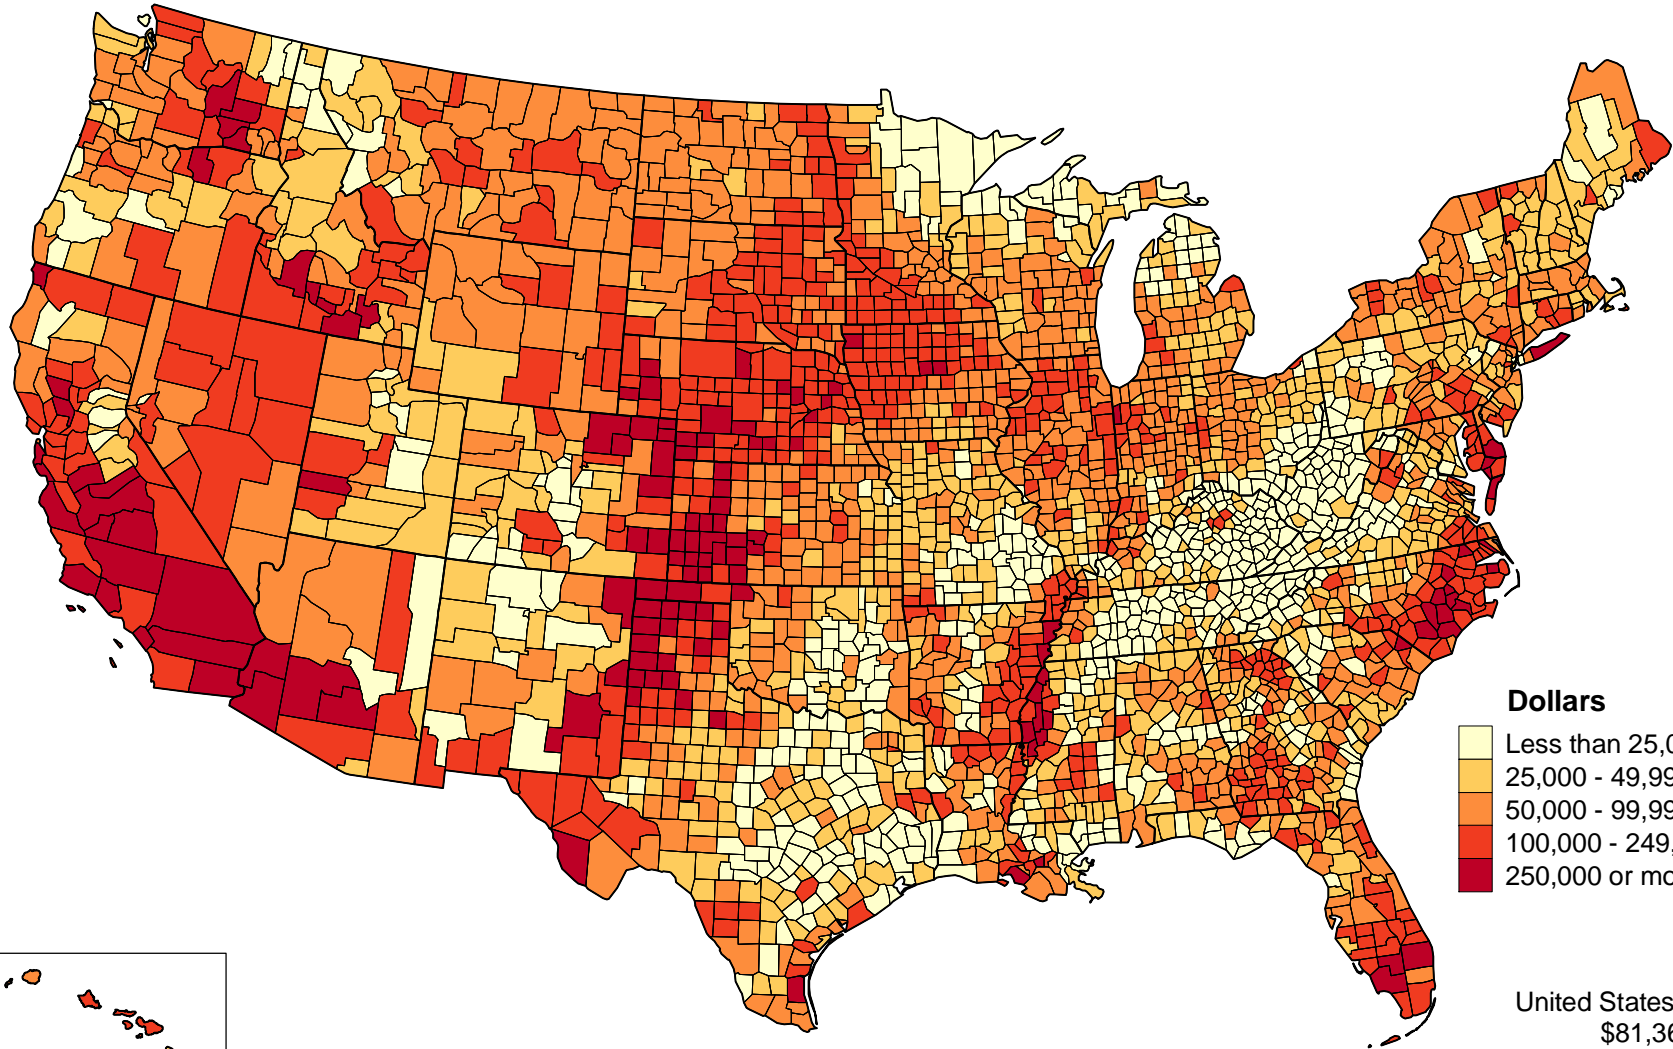 Dollars
Less than 25,0
25,000 - 49,99
50,000 - 99,99
100,000 - 249,
250,000 or mo
United States
$81,36